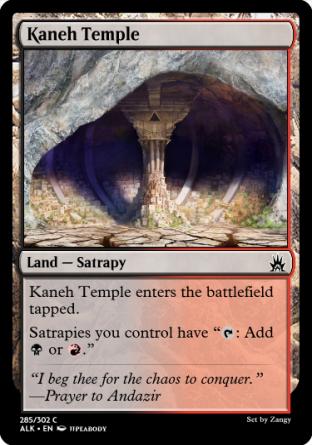 Kaneh Temple
Land — Satrapy
Kaneh Temple enters the battlefield
tapped.
Satrapies you control have “: Add
or .”
“I beg thee for the chaos to conquer.”
—Prayer to Andazir
285/302 C
Set by Zangy
ALK • EN TIPEABODY